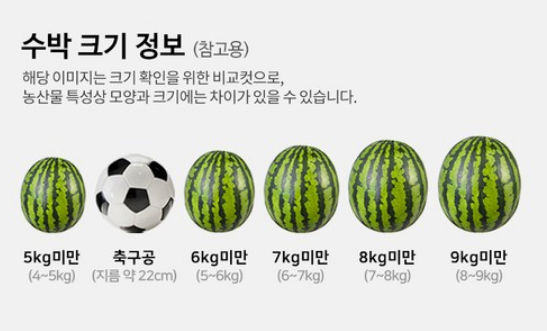 수박 크기 정보 (참고용)
해당 이미지는 크기 확인을 위한 비교컷으로,
농산물 특성상 모양과 크기에는 차이가 있을 수 있습니다.
5kg미만 축구공 6kg미만 7kg미만 8kg미만 9kg미만
(4~5kg) (지름 약 22cm) (5~6kg) (6~7kg) (7~8kg) (8~9kg)